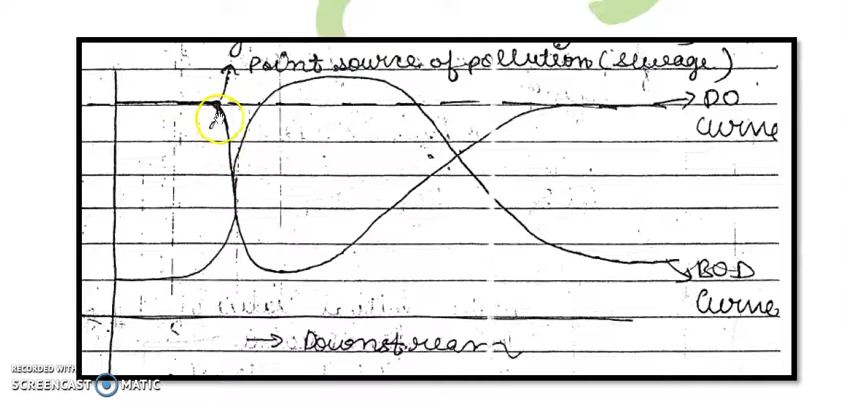 Point source of pollution (sewage)
DO
Curve
BOD
Curve
→ Downstream
RECORDED WITH
SCREENCAST MATIC